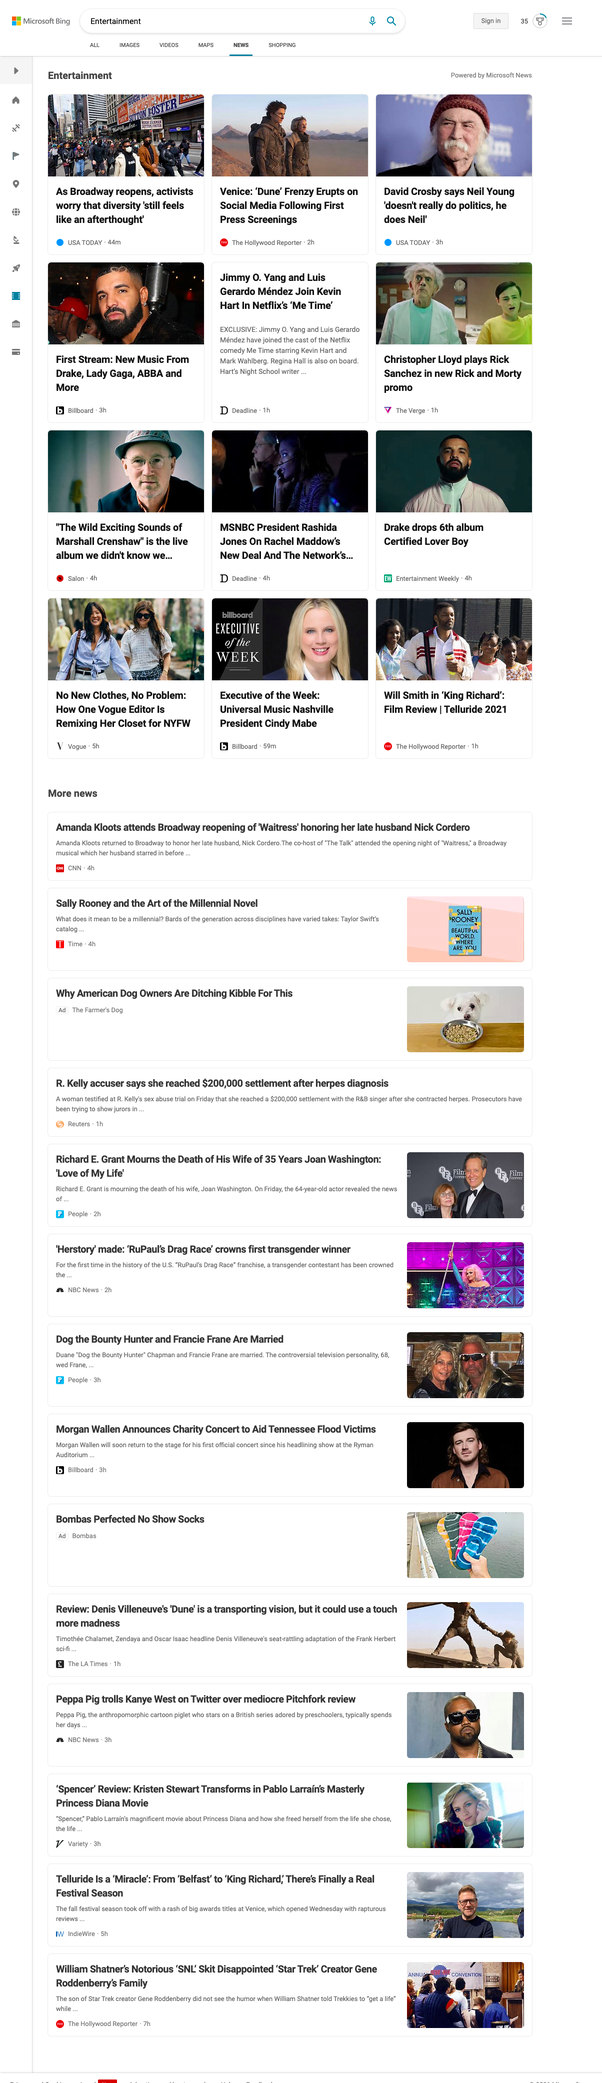 Microsoft Bing
Entertainment
Sign in
35
ALL
IMAGES
VIDEOS
MAPS
NEWS
SHOPPING
Entertainment
Powered by Microsoft News
As Broadway reopens, activists
worry that diversity 'still feels
like an afterthought'
USA TODAY · 44m
Venice: ‘Dune’ Frenzy Erupts on
Social Media Following First
Press Screenings
The Hollywood Reporter · 2h
David Crosby says Neil Young
'doesn't really do politics, he
does Neil'
USA TODAY · 3h
First Stream: New Music From
Drake, Lady Gaga, ABBA and
More
Billboard · 3h
Jimmy O. Yang and Luis
Gerardo Méndez Join Kevin
Hart In Netflix's ‘Me Time’
EXCLUSIVE: Jimmy O. Yang and Luis Gerardo
Méndez have joined the cast of the Netflix
comedy Me Time starring Kevin Hart and
Mark Wahlberg. Regina Hall is also on board.
Hart's Night School writer ...
Deadline · 1h
Christopher Lloyd plays Rick
Sanchez in new Rick and Morty
promo
The Verge · 1h
"The Wild Exciting Sounds of
Marshall Crenshaw" is the live
album we didn't know we...
Salon · 4h
MSNBC President Rashida
Jones On Rachel Maddow's
New Deal And The Network's...
Deadline · 4h
Drake drops 6th album
Certified Lover Boy
Entertainment Weekly · 4h
No New Clothes, No Problem:
How One Vogue Editor Is
Remixing Her Closet for NYFW
Vogue · 5h
billboard
EXECUTIVE
of the
WEEK
Executive of the Week:
Universal Music Nashville
President Cindy Mabe
Billboard · 59m
Will Smith in ‘King Richard’:
Film Review | Telluride 2021
The Hollywood Reporter · 1h
More news
Amanda Kloots attends Broadway reopening of 'Waitress' honoring her late husband Nick Cordero
Amanda Kloots returned to Broadway to honor her late husband, Nick Cordero.The co-host of "The Talk" attended the opening night of "Waitress," a Broadway
musical which her husband starred in before ...
CNN · 4h
Sally Rooney and the Art of the Millennial Novel
What does it mean to be a millennial? Bards of the generation across disciplines have varied takes: Taylor Swift's
catalog ...
Time · 4h
SALLY
ROONEY
BEAUTIFUL
WORLD,
WHERE
ARE YOU
Why American Dog Owners Are Ditching Kibble For This
Ad The Farmer's Dog
R. Kelly accuser says she reached $200,000 settlement after herpes diagnosis
A woman testified at R. Kelly's sex abuse trial on Friday that she reached a $200,000 settlement with the R&B singer after she contracted herpes. Prosecutors have
been trying to show jurors in ...
Reuters · 1h
Richard E. Grant Mourns the Death of His Wife of 35 Years Joan Washington:
'Love of My Life'
Richard E. Grant is mourning the death of his wife, Joan Washington. On Friday, the 64-year-old actor revealed the news
of ...
People · 2h
'Herstory' made: ‘RuPaul's Drag Race’ crowns first transgender winner
For the first time in the history of the U.S. "RuPaul's Drag Race" franchise, a transgender contestant has been crowned
the ...
NBC News · 2h
Dog the Bounty Hunter and Francie Frane Are Married
Duane "Dog the Bounty Hunter" Chapman and Francie Frane are married. The controversial television personality, 68,
wed Frane, ...
People · 3h
Morgan Wallen Announces Charity Concert to Aid Tennessee Flood Victims
Morgan Wallen will soon return to the stage for his first official concert since his headlining show at the Ryman
Auditorium ...
Billboard · 3h
Bombas Perfected No Show Socks
Ad Bombas
Review: Denis Villeneuve's 'Dune' is a transporting vision, but it could use a touch
more madness
Timothée Chalamet, Zendaya and Oscar Isaac headline Denis Villeneuve's seat-rattling adaptation of the Frank Herbert
sci-fi ...
The LA Times · 1h
Peppa Pig trolls Kanye West on Twitter over mediocre Pitchfork review
Peppa Pig, the anthropomorphic cartoon piglet who stars on a British series adored by preschoolers, typically spends
her days ...
NBC News · 3h
‘Spencer’ Review: Kristen Stewart Transforms in Pablo Larraín's Masterly
Princess Diana Movie
“Spencer,” Pablo Larraín's magnificent movie about Princess Diana and how she freed herself from the life she chose,
the life ...
Variety · 3h
Telluride Is a ‘Miracle’: From ‘Belfast’ to ‘King Richard,’ There's Finally a Real
Festival Season
The fall festival season took off with a rash of big awards titles at Venice, which opened Wednesday with rapturous
reviews ...
IndieWire · 5h
William Shatner's Notorious ‘SNL’ Skit Disappointed ‘Star Trek’ Creator Gene
Roddenberry's Family
The son of Star Trek creator Gene Roddenberry did not see the humor when William Shatner told Trekkies to "get a life"
while ...
The Hollywood Reporter · 7h